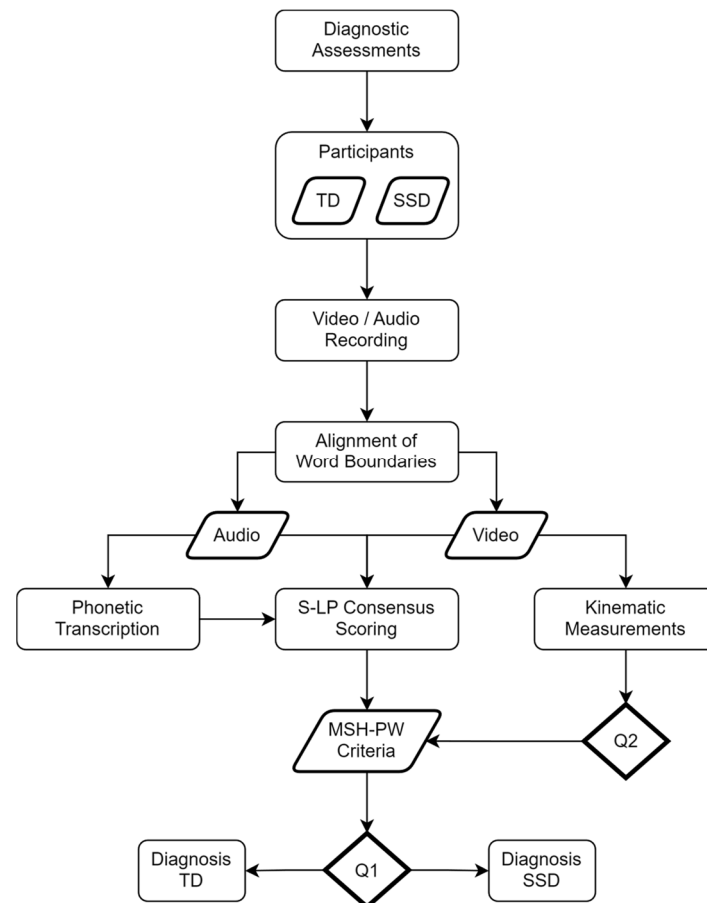 Diagnostic
Assessments
Participants
TD
SSD
Video / Audio
Recording
Alignment of
Word Boundaries
Audio
Video
Phonetic
Transcription
S-LP Consensus
Scoring
Kinematic
Measurements
MSH-PW
Criteria
Q2
Diagnosis
TD
Q1
Diagnosis
SSD